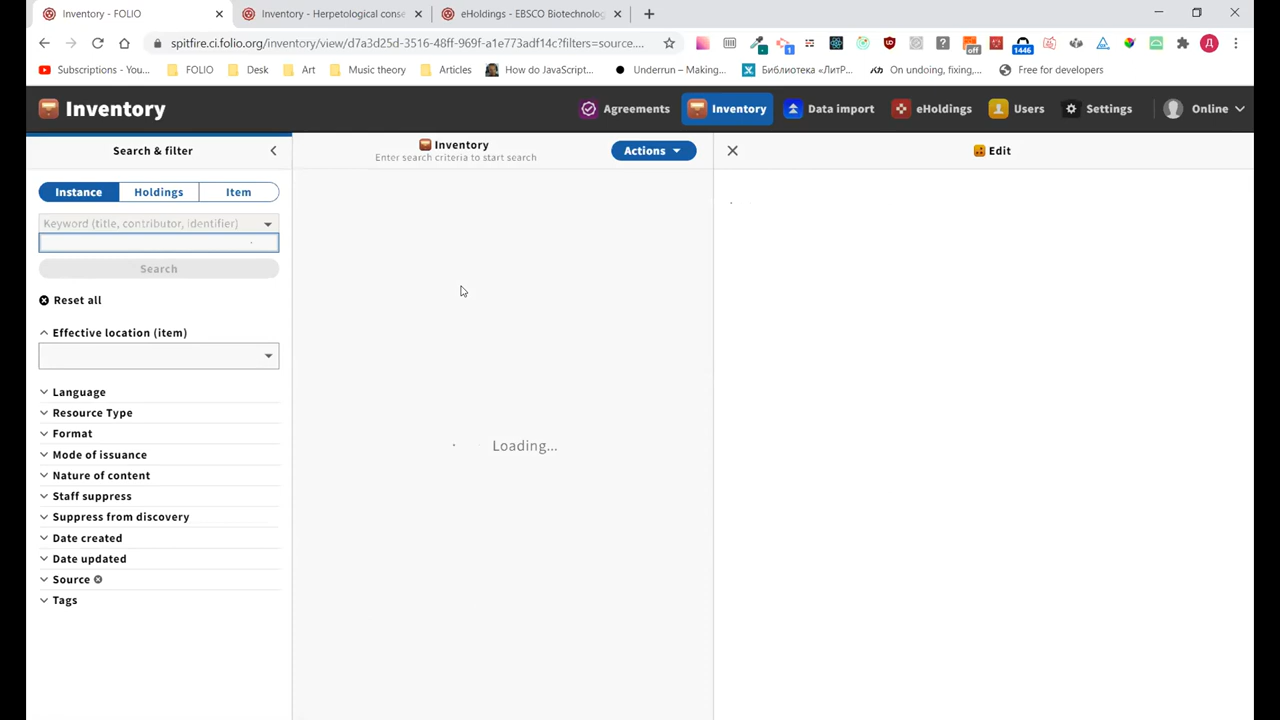 Inventory - FOLIO
Inventory - Herpetological conse
eHoldings - EBSCO Biotechnolog
spitfire.ci.folio.org/inventory/view/d7a3d25d-3516-48ff-969f-a1e773adf14c?filters=source....
off
1
1446
Д
Subscriptions - You...
FOLIO
Desk
Art
Music theory
Articles
How do JavaScript...
Underrun – Making...
Библиотека «ЛитР...
On undoing, fixing,...
Free for developers
Inventory
Agreements
Inventory
Data import
eHoldings
Users
Settings
Online
Search & filter
Inventory
Enter search criteria to start search
Actions
Edit
Instance
Holdings
Item
Keyword (title, contributor, identifier)
Search
Reset all
Effective location (item)
Language
Resource Type
Format
Mode of issuance
Nature of content
Staff suppress
Suppress from discovery
Date created
Date updated
Source
Tags
Loading...